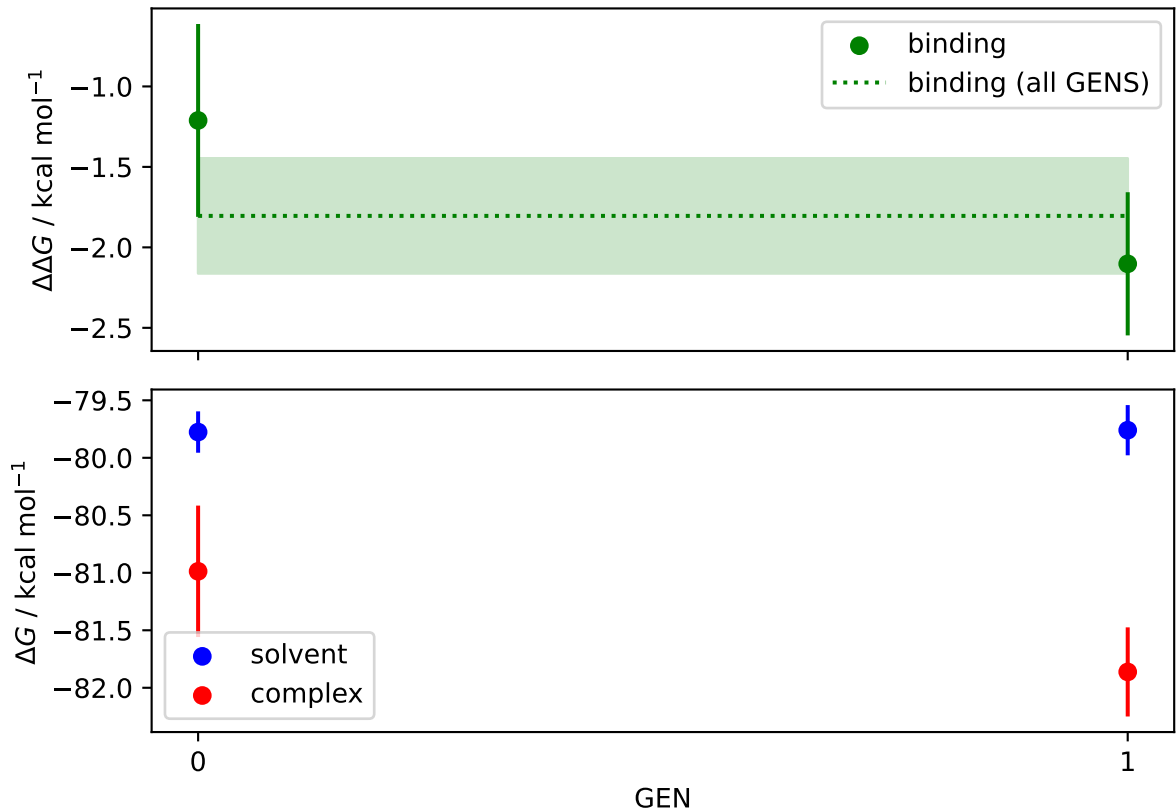 binding
binding (all GENS)
−1.0
−1.5
−2.0
−2.5
ΔΔG / kcal mol⁻¹
−79.5
−80.0
−80.5
−81.0
−81.5
−82.0
ΔG / kcal mol⁻¹
solvent
complex
0
1
GEN